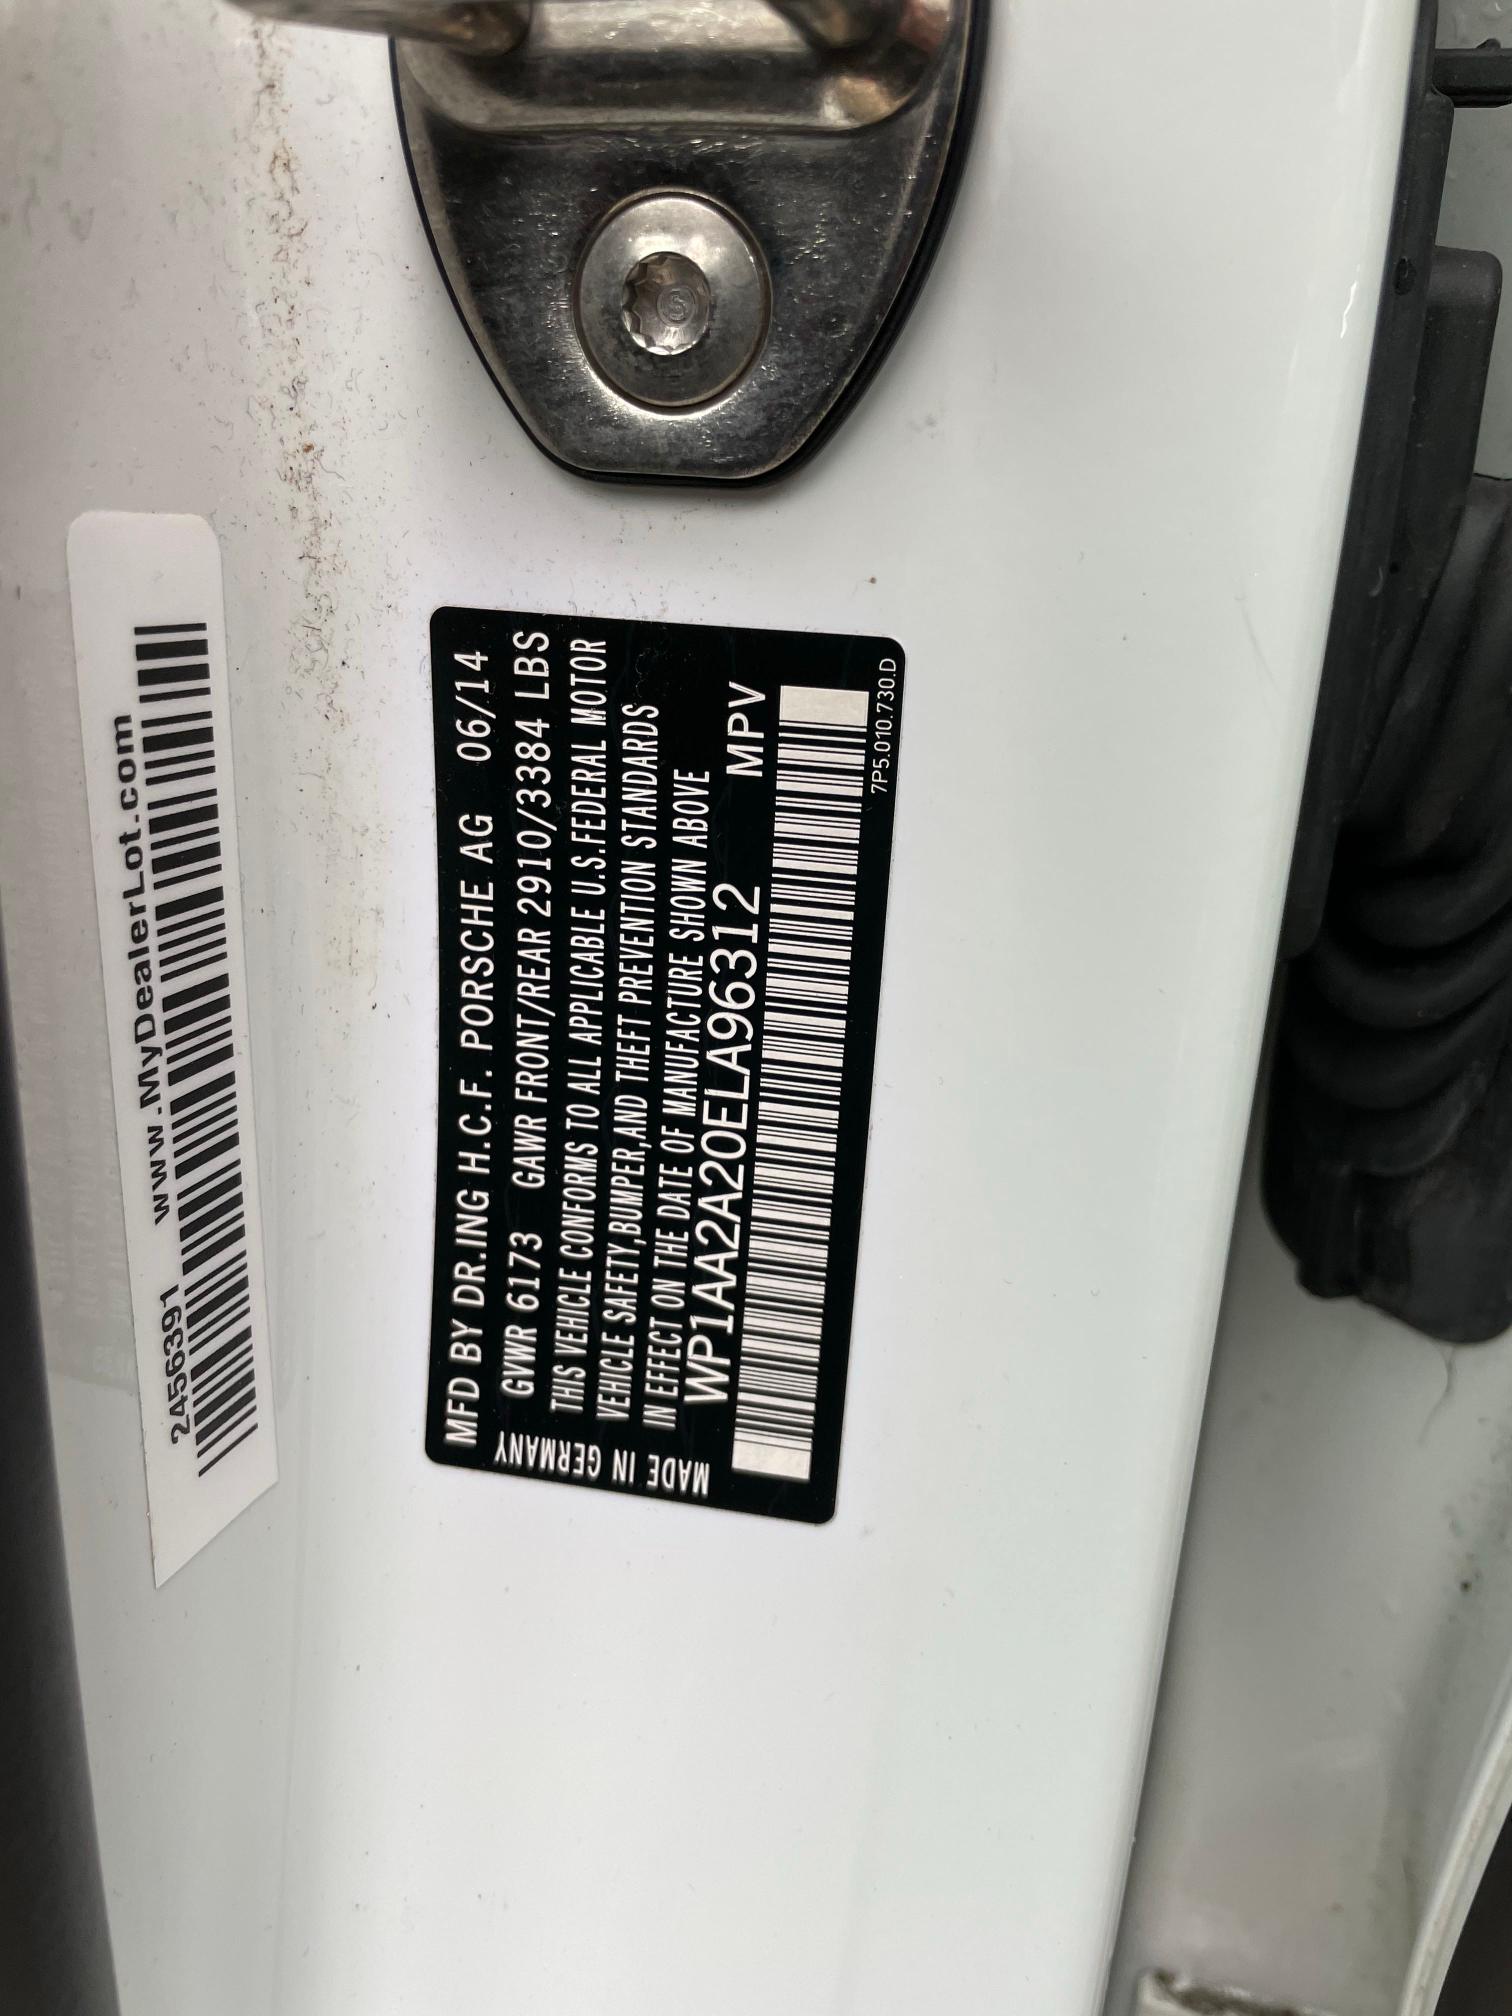 245639​1 www.MyDealerLot.com
MFD BY DR.ING H.C.F. PORSCHE AG 06/14
GVWR 6173 GAWR FRONT/REAR 2910/3384 LBS
THIS VEHICLE CONFORMS TO ALL APPLICABLE U.S.FEDERAL MOTOR
VEHICLE SAFETY,BUMPER,AND THEFT PREVENTION STANDARDS
IN EFFECT ON THE DATE OF MANUFACTURE SHOWN ABOVE
WP1AA2A20ELA96312 MPV
7P5.010.730.D
MADE IN GERMANY